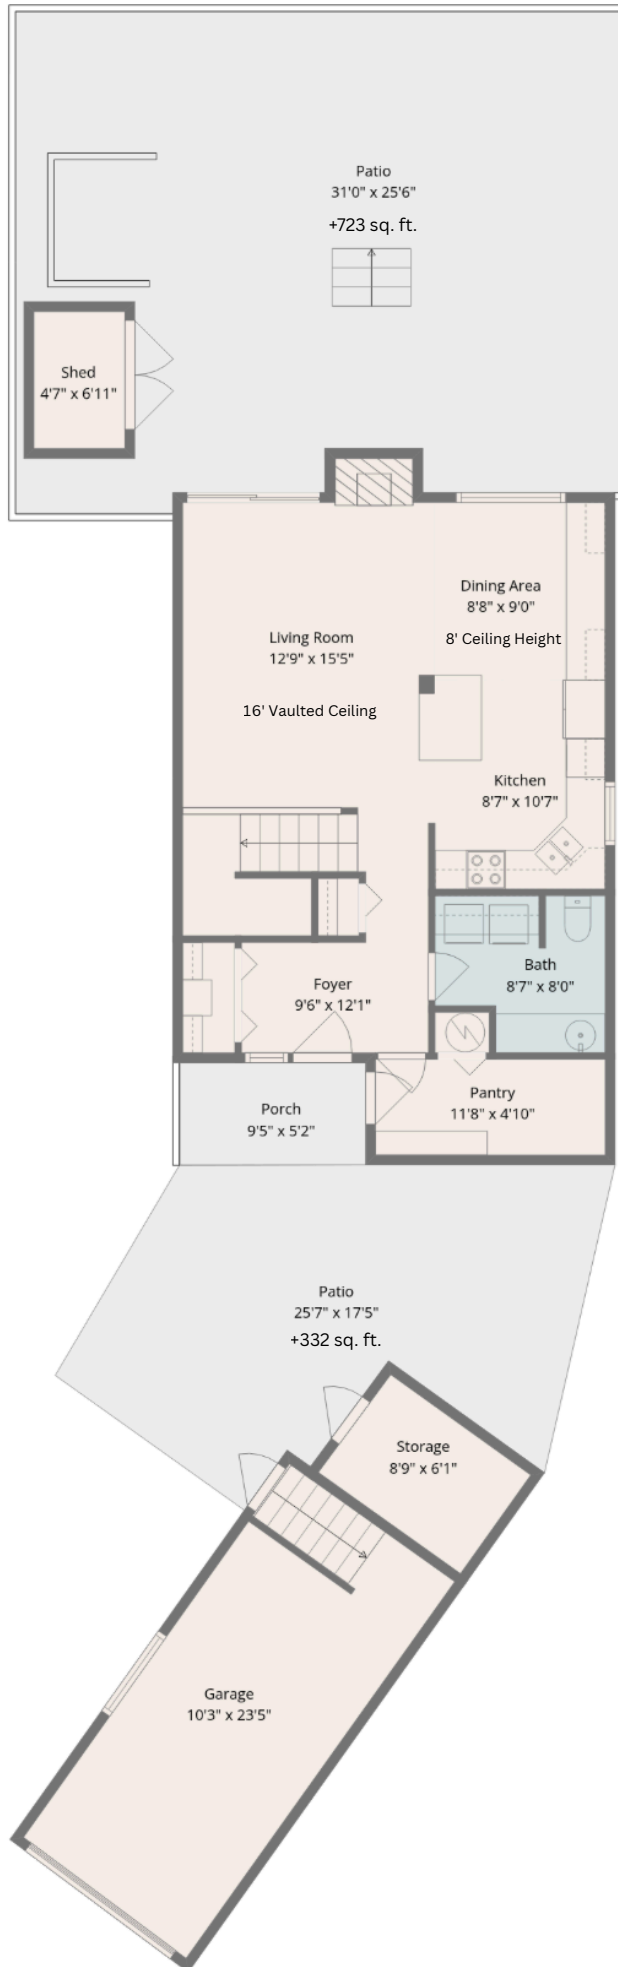 Patio
31'0" x 25'6"
+723 sq. ft.
Shed
4'7" x 6'11"
Dining Area
8'8" x 9'0"
8' Ceiling Height
Living Room
12'9" x 15'5"
16' Vaulted Ceiling
Kitchen
8'7" x 10'7"
Bath
8'7" x 8'0"
Foyer
9'6" x 12'1"
Pantry
11'8" x 4'10"
Porch
9'5" x 5'2"
Patio
25'7" x 17'5"
+332 sq. ft.
Storage
8'9" x 6'1"
Garage
10'3" x 23'5"